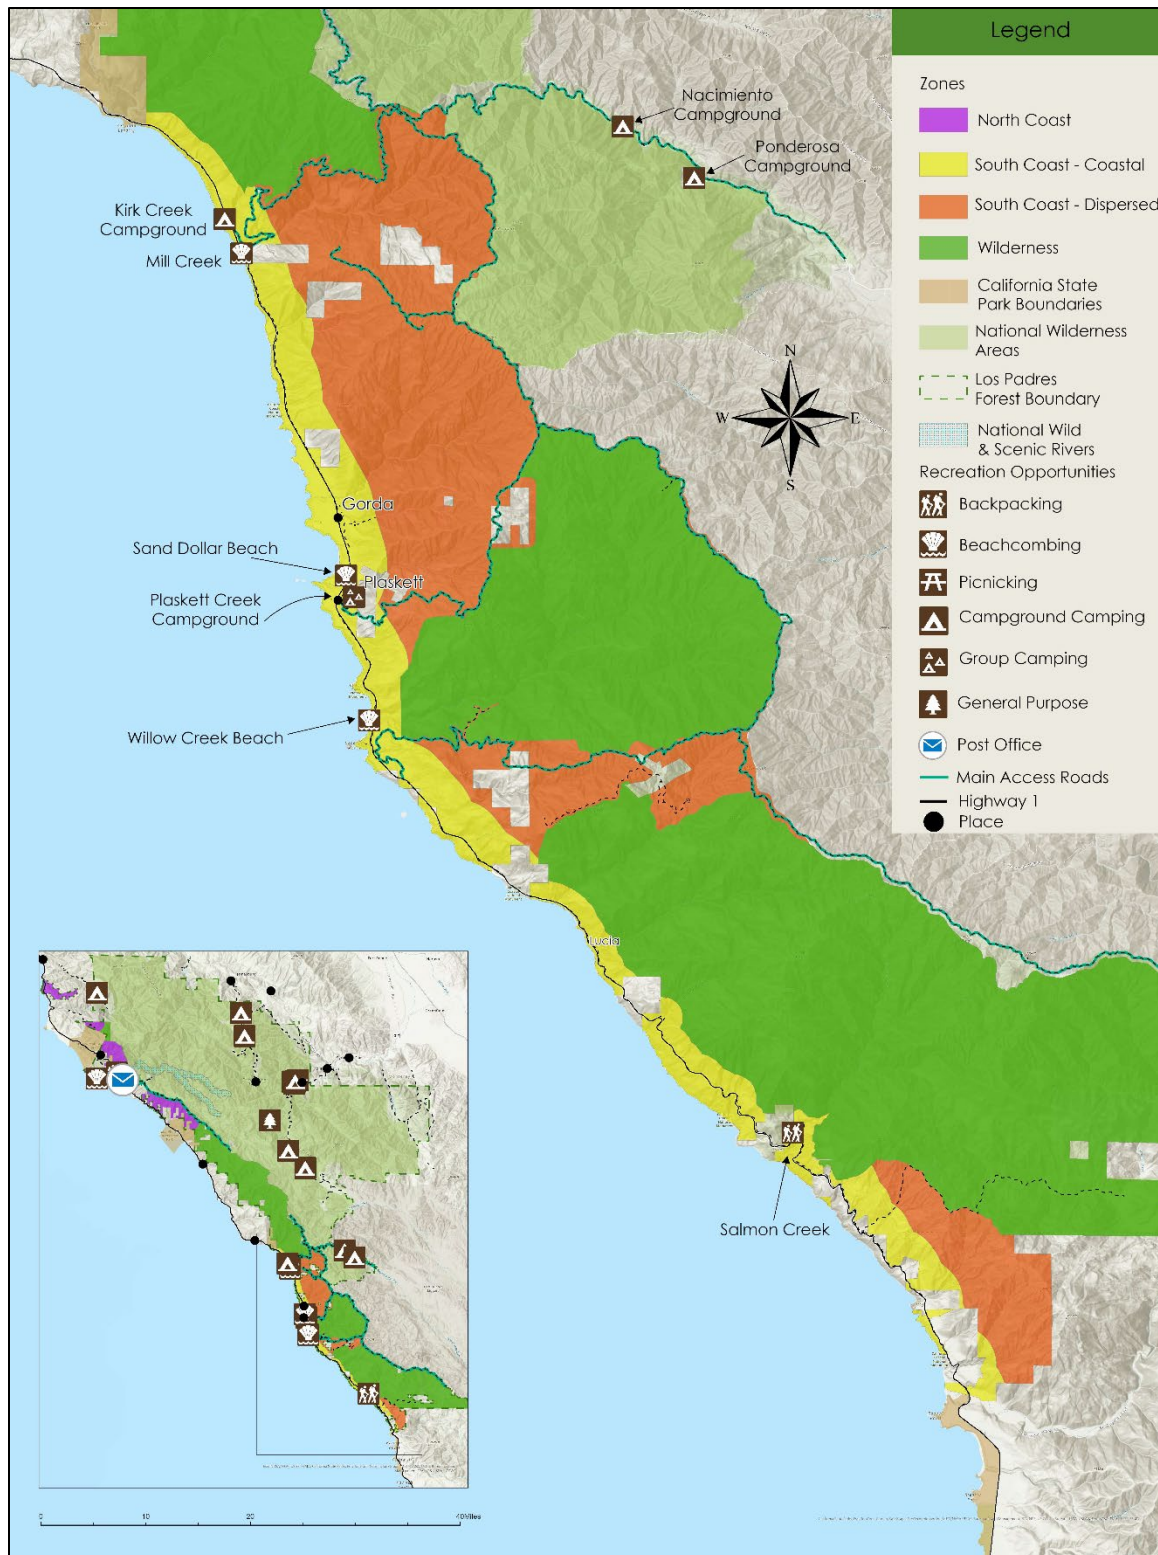 Legend
Zones
North Coast
South Coast - Coastal
South Coast - Dispersed
Wilderness
California State
Park Boundaries
National Wilderness
Areas
Los Padres
Forest Boundary
National Wild
& Scenic Rivers
Recreation Opportunities
Backpacking
Beachcombing
Picnicking
Campground Camping
Group Camping
General Purpose
Post Office
Main Access Roads
Highway 1
Place
Nacimiento
Campground
Ponderosa
Campground
Kirk Creek
Campground
Mill Creek
N
W
E
S
Gorda
Sand Dollar Beach
Plaskett
Plaskett Creek
Campground
Willow Creek Beach
Lucia
Salmon Creek
0
10
20
40 Miles